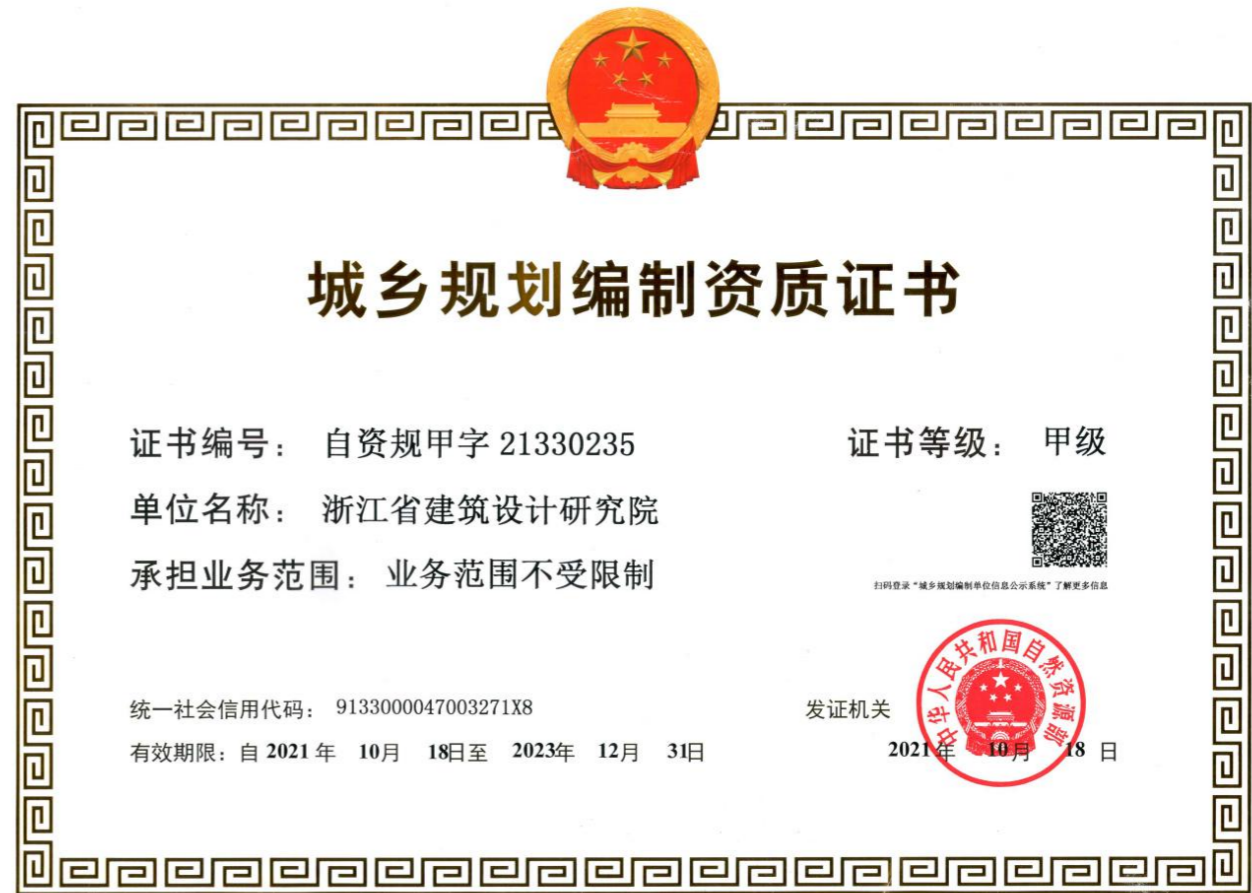 城乡规划编制资质证书
证书编号： 自资规甲字 21330235
证书等级： 甲级
单位名称： 浙江省建筑设计研究院
承担业务范围： 业务范围不受限制
扫码登录“城乡规划编制单位信息公示系统”了解更多信息
中华人民共和国自然资源部
统一社会信用代码： 9133000047003271X8
发证机关
有效期限：自 2021 年 10月 18日至 2023年 12月 31日
2021 年 10月 18 日